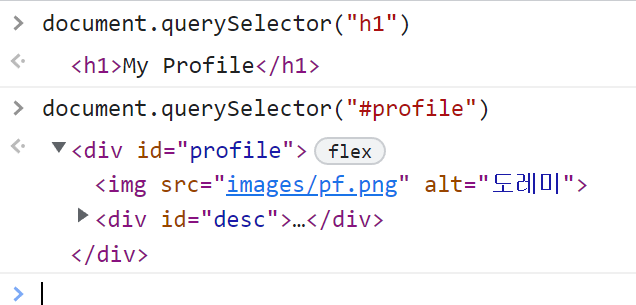 document.querySelector("h1")
<h1>My Profile</h1>
document.querySelector("#profile")
<div id="profile"> flex
<img src="images/pf.png" alt="도레미">
<div id="desc">…</div>
</div>